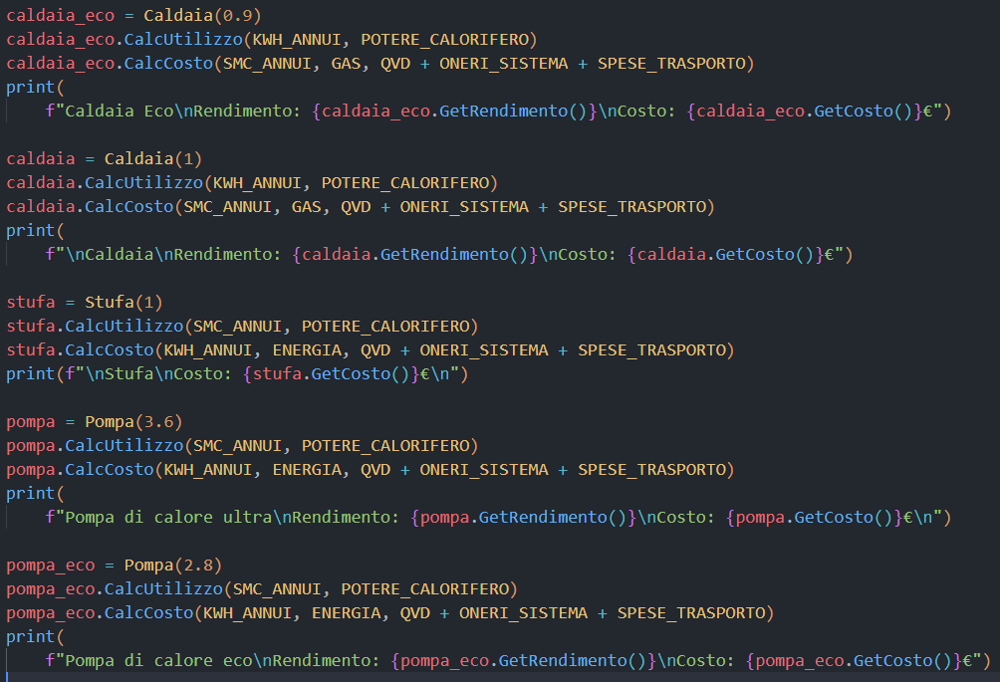 caldaia_eco = Caldaia(0.9)
caldaia_eco.CalcUtilizzo(KWH_ANNUI, POTERE_CALORIFERO)
caldaia_eco.CalcCosto(SMC_ANNUI, GAS, QVD + ONERI_SISTEMA + SPESE_TRASPORTO)
print(
    f"Caldaia Eco\nRendimento: {caldaia_eco.GetRendimento()}\nCosto: {caldaia_eco.GetCosto()}€")

caldaia = Caldaia(1)
caldaia.CalcUtilizzo(KWH_ANNUI, POTERE_CALORIFERO)
caldaia.CalcCosto(SMC_ANNUI, GAS, QVD + ONERI_SISTEMA + SPESE_TRASPORTO)
print(
    f"\nCaldaia\nRendimento: {caldaia.GetRendimento()}\nCosto: {caldaia.GetCosto()}€")

stufa = Stufa(1)
stufa.CalcUtilizzo(SMC_ANNUI, POTERE_CALORIFERO)
stufa.CalcCosto(KWH_ANNUI, ENERGIA, QVD + ONERI_SISTEMA + SPESE_TRASPORTO)
print(f"\nStufa\nCosto: {stufa.GetCosto()}€\n")

pompa = Pompa(3.6)
pompa.CalcUtilizzo(SMC_ANNUI, POTERE_CALORIFERO)
pompa.CalcCosto(KWH_ANNUI, ENERGIA, QVD + ONERI_SISTEMA + SPESE_TRASPORTO)
print(
    f"Pompa di calore ultra\nRendimento: {pompa.GetRendimento()}\nCosto: {pompa.GetCosto()}€\n")

pompa_eco = Pompa(2.8)
pompa_eco.CalcUtilizzo(SMC_ANNUI, POTERE_CALORIFERO)
pompa_eco.CalcCosto(KWH_ANNUI, ENERGIA, QVD + ONERI_SISTEMA + SPESE_TRASPORTO)
print(
    f"Pompa di calore eco\nRendimento: {pompa_eco.GetRendimento()}\nCosto: {pompa_eco.GetCosto()}€")